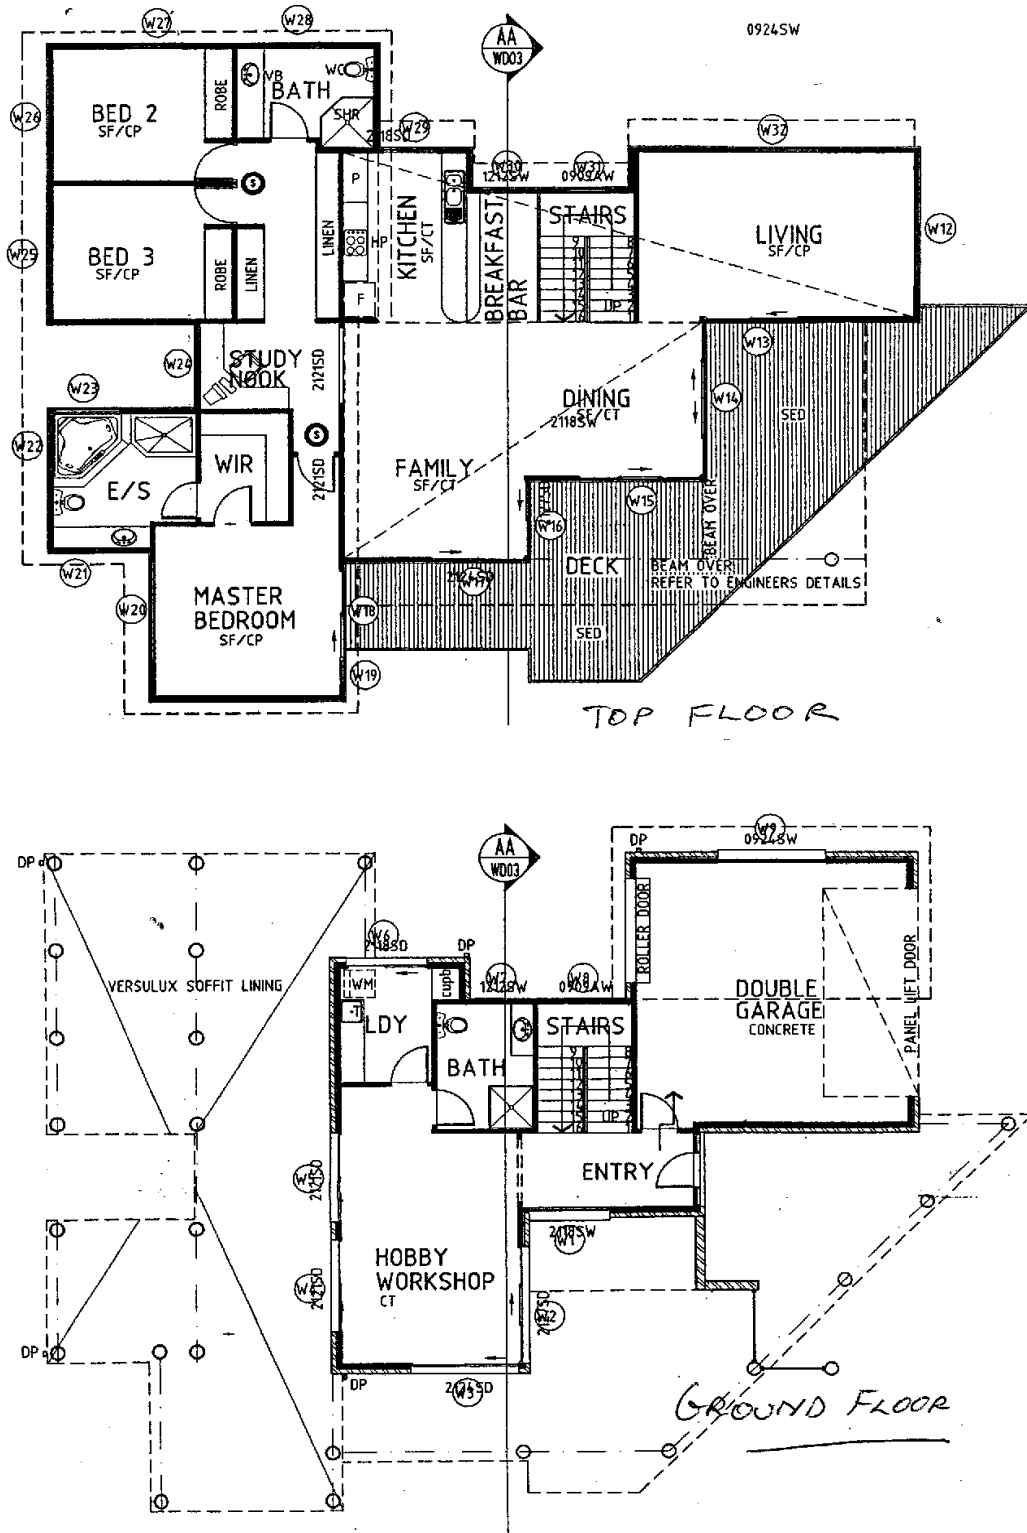 W27
W28
AA
WD03
0924SW
VB
WC
BATH
W26
BED 2
SF/CP
ROBE
SHR
2118SD
W29
W32
W30
1212SW
W31
0909AW
S
P
STAIRS
W12
W25
BED 3
SF/CP
ROBE
LINEN
LINEN
HP
KITCHEN
SF/CT
BREAKFAST
BAR
LIVING
SF/CP
F
UP
W24
STUDY
NOOK
2121SD
W13
W23
DINING
SF/CT
2118SW
W14
SED
W22
S
WIR
FAMILY
SF/CT
2121SD
E/S
W15
W16
BEAM OVER
DECK
BEAM OVER
REFER TO ENGINEERS DETAILS
W21
W17
2124SD
W20
MASTER
BEDROOM
SF/CP
W18
SED
W19
TOP FLOOR
AA
WD03
DP
W9
0924SW
DP
W6
2118SD
DP
ROLLER DOOR
VERSULUX SOFFIT LINING
WM
cupb
W7
1212SW
W8
0909AW
DOUBLE
GARAGE
CONCRETE
PANEL LIFT DOOR
T
LDY
STAIRS
BATH
UP
W5
2121SD
ENTRY
2118SW
W1
HOBBY
WORKSHOP
CT
2121SD
W2
DP
DP
2124SD
W3
GROUND FLOOR